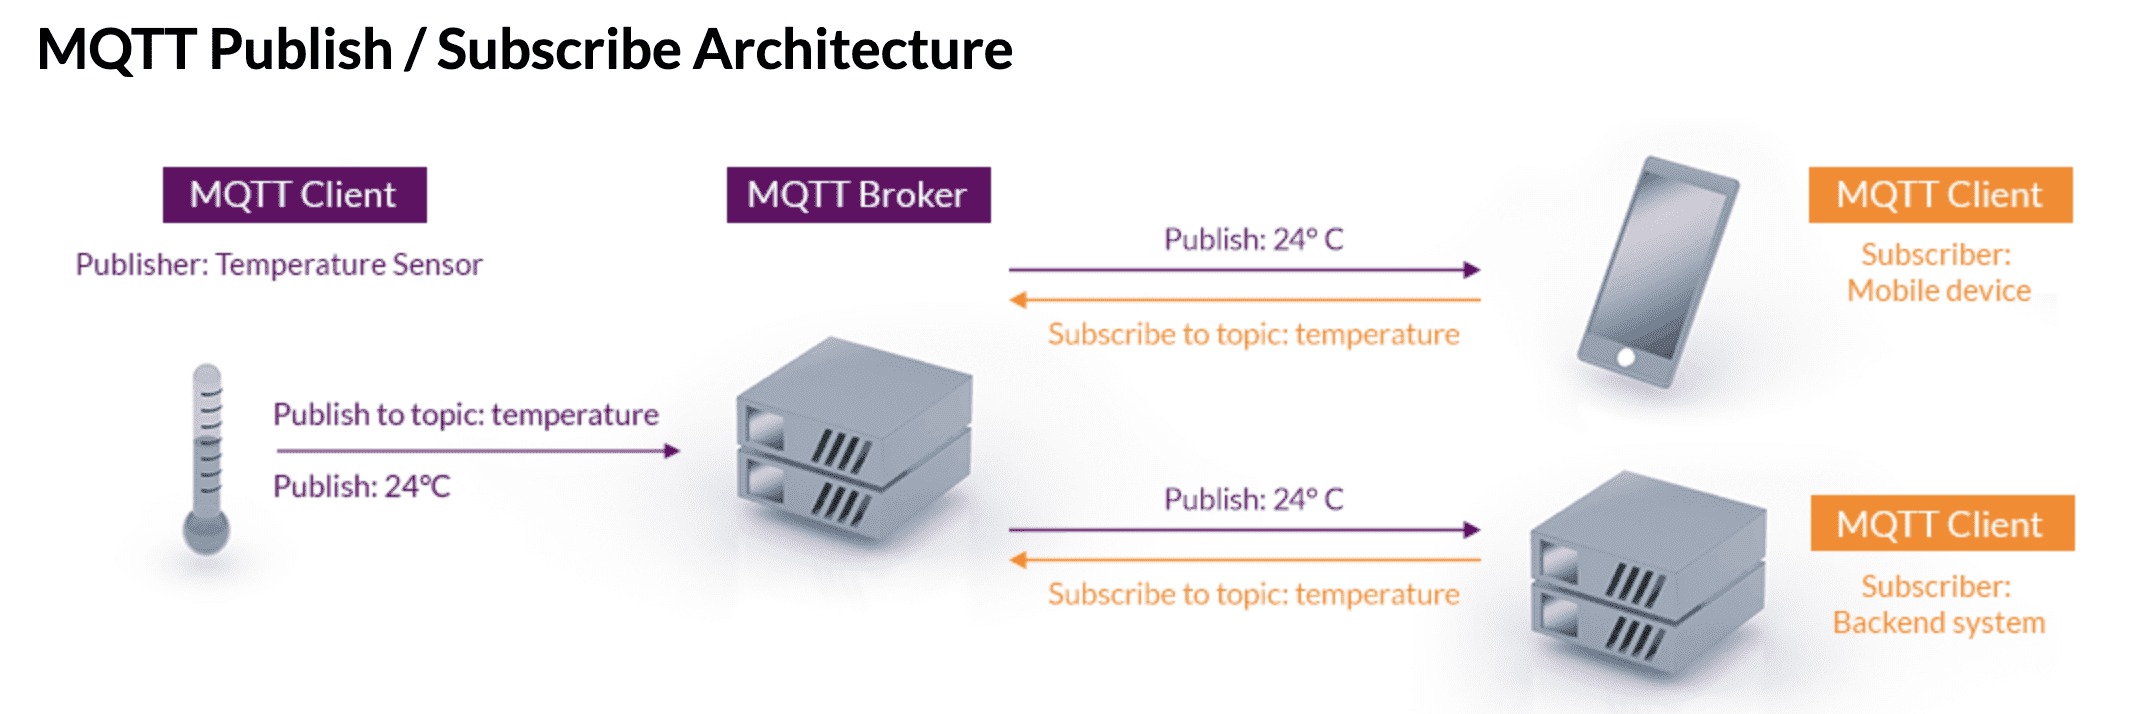 MQTT Publish / Subscribe Architecture
MQTT Client
Publisher: Temperature Sensor
Publish to topic: temperature
Publish: 24°C
MQTT Broker
Publish: 24° C
Subscribe to topic: temperature
MQTT Client
Subscriber:
Mobile device
Publish: 24° C
Subscribe to topic: temperature
MQTT Client
Subscriber:
Backend system